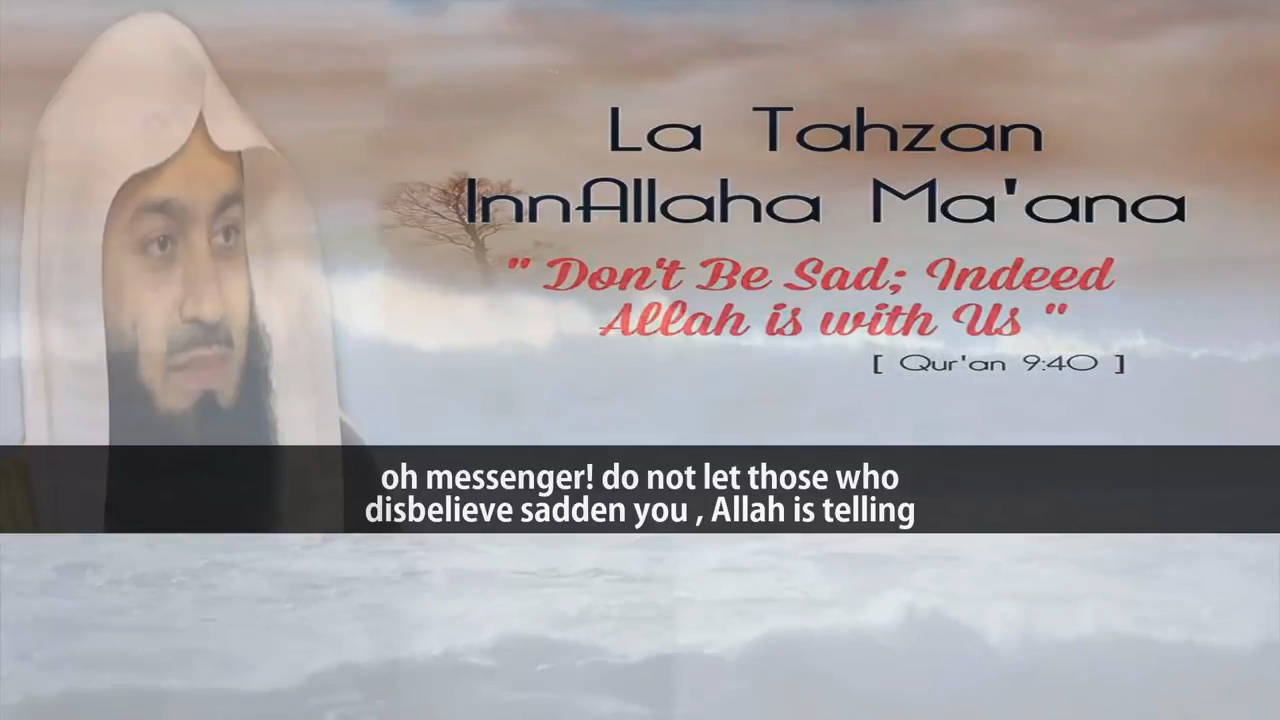 La Tahzan
InnAllaha Ma'ana
" Don't Be Sad; Indeed
Allah is with Us "
[ Qur'an 9:40 ]
oh messenger! do not let those who
disbelieve sadden you , Allah is telling